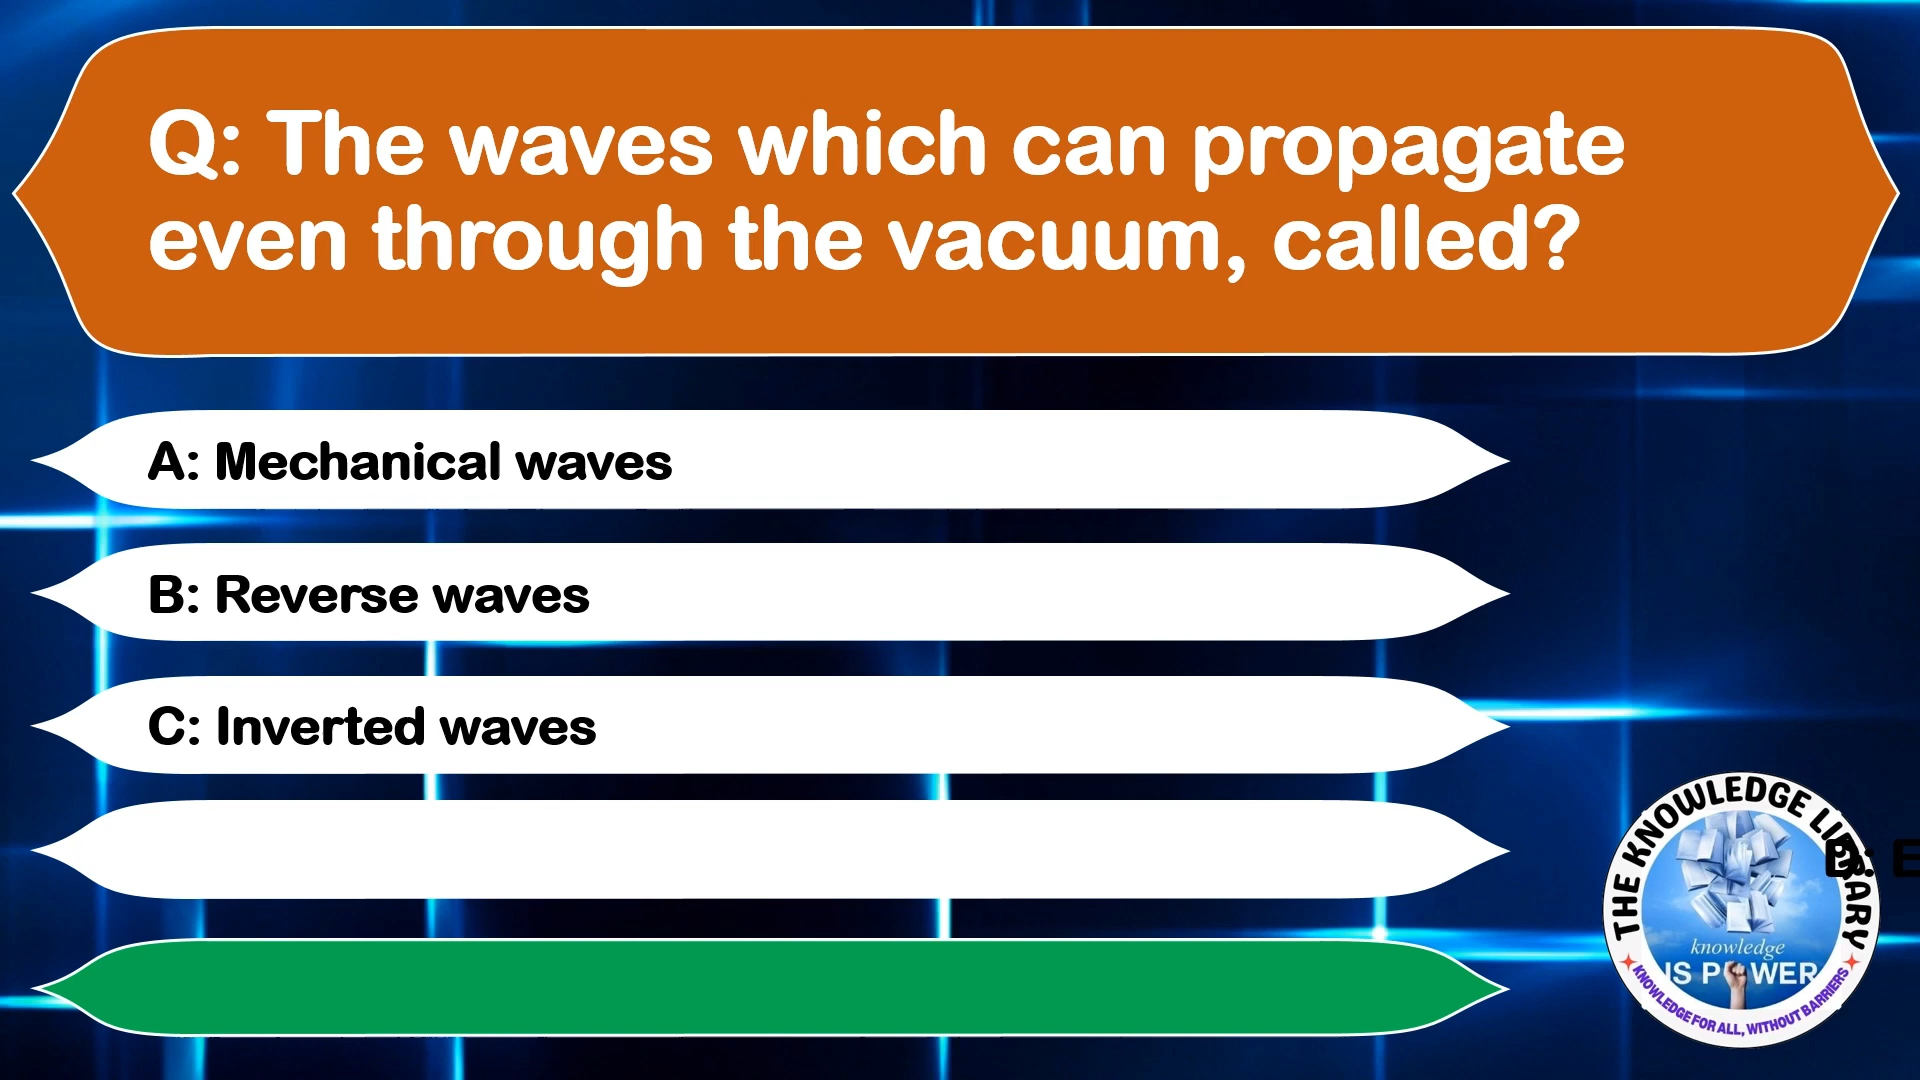 Q: The waves which can propagate
even through the vacuum, called?
A: Mechanical waves
B: Reverse waves
C: Inverted waves
D: E
THE KNOWLEDGE LIBRARY
knowledge
IS POWER
KNOWLEDGE FOR ALL, WITHOUT BARRIERS